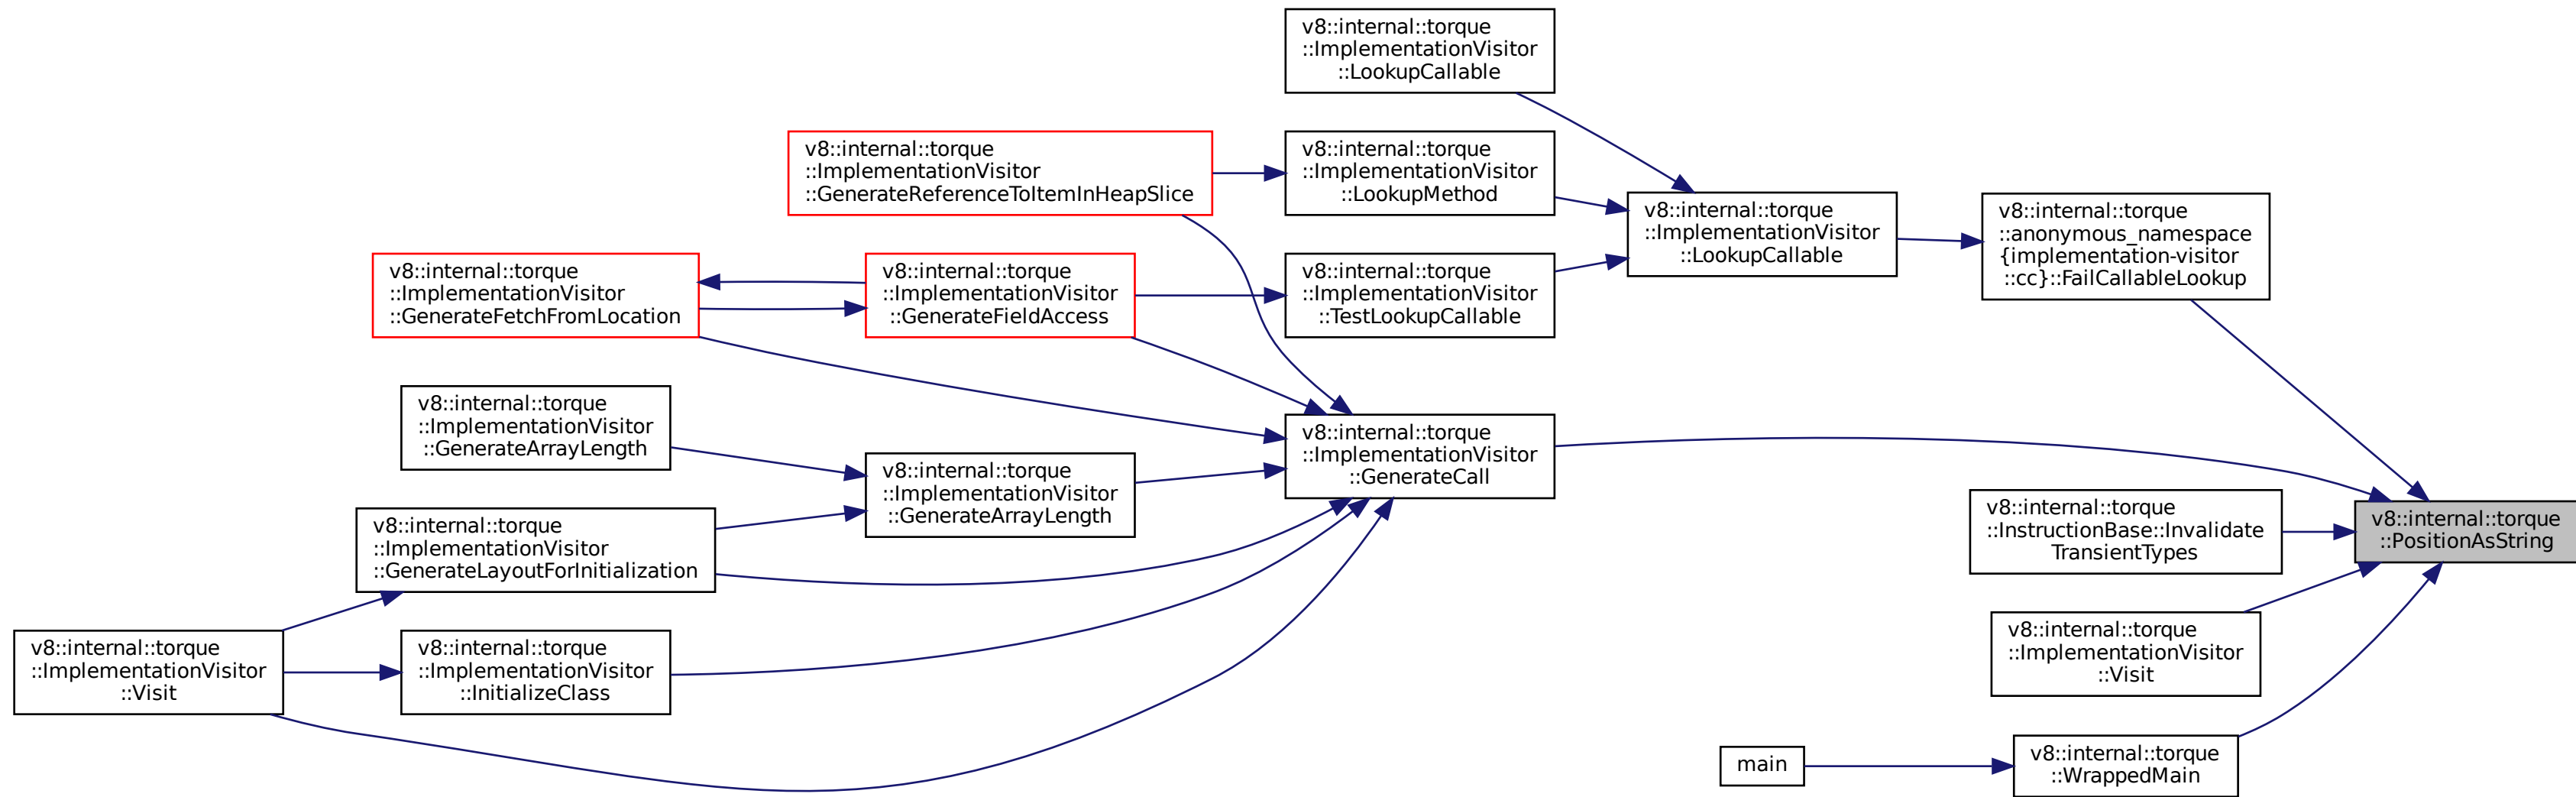 v8::internal::torque
::ImplementationVisitor
::LookupCallable
v8::internal::torque
::ImplementationVisitor
::GenerateReferenceToItemInHeapSlice
v8::internal::torque
::ImplementationVisitor
::LookupMethod
v8::internal::torque
::ImplementationVisitor
::LookupCallable
v8::internal::torque
::anonymous_namespace
{implementation-visitor
::cc}::FailCallableLookup
v8::internal::torque
::ImplementationVisitor
::GenerateFetchFromLocation
v8::internal::torque
::ImplementationVisitor
::GenerateFieldAccess
v8::internal::torque
::ImplementationVisitor
::TestLookupCallable
v8::internal::torque
::ImplementationVisitor
::GenerateArrayLength
v8::internal::torque
::ImplementationVisitor
::GenerateArrayLength
v8::internal::torque
::ImplementationVisitor
::GenerateCall
v8::internal::torque
::InstructionBase::Invalidate
TransientTypes
v8::internal::torque
::PositionAsString
v8::internal::torque
::ImplementationVisitor
::GenerateLayoutForInitialization
v8::internal::torque
::ImplementationVisitor
::Visit
v8::internal::torque
::ImplementationVisitor
::InitializeClass
v8::internal::torque
::ImplementationVisitor
::Visit
main
v8::internal::torque
::WrappedMain